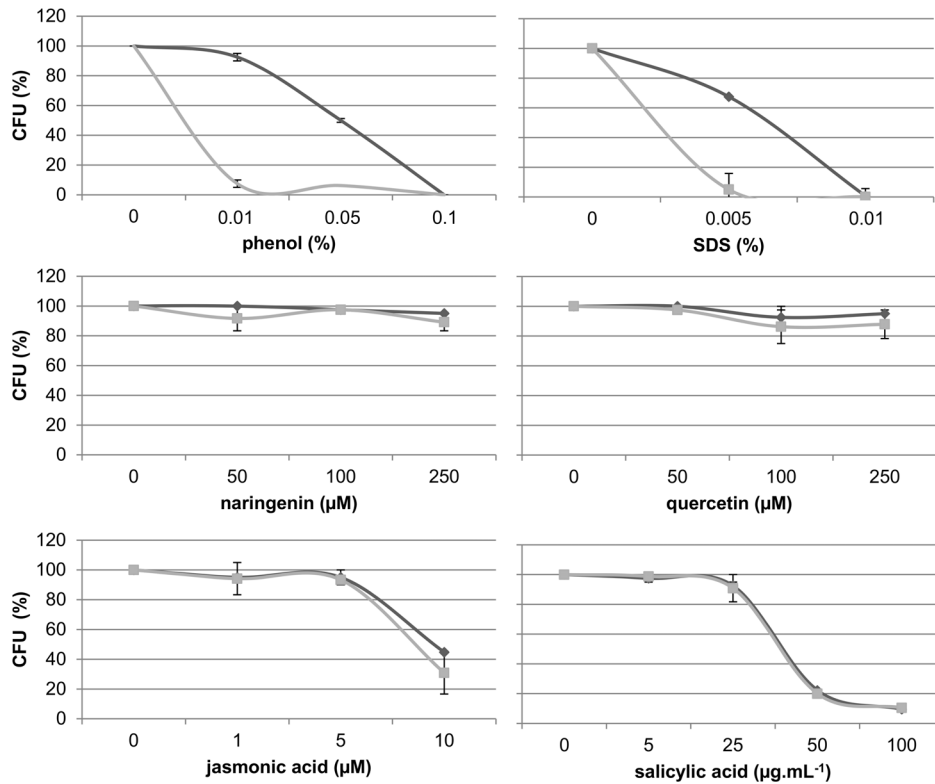 120
100
80
60
40
20
0
CFU (%)
0 0.01 0.05 0.1
phenol (%)
0 0.005 0.01
SDS (%)
120
100
80
60
40
20
0
CFU (%)
0 50 100 250
naringenin (µM)
0 50 100 250
quercetin (µM)
120
100
80
60
40
20
0
CFU (%)
0 1 5 10
jasmonic acid (µM)
0 5 25 50 100
salicylic acid (µg.mL⁻¹)